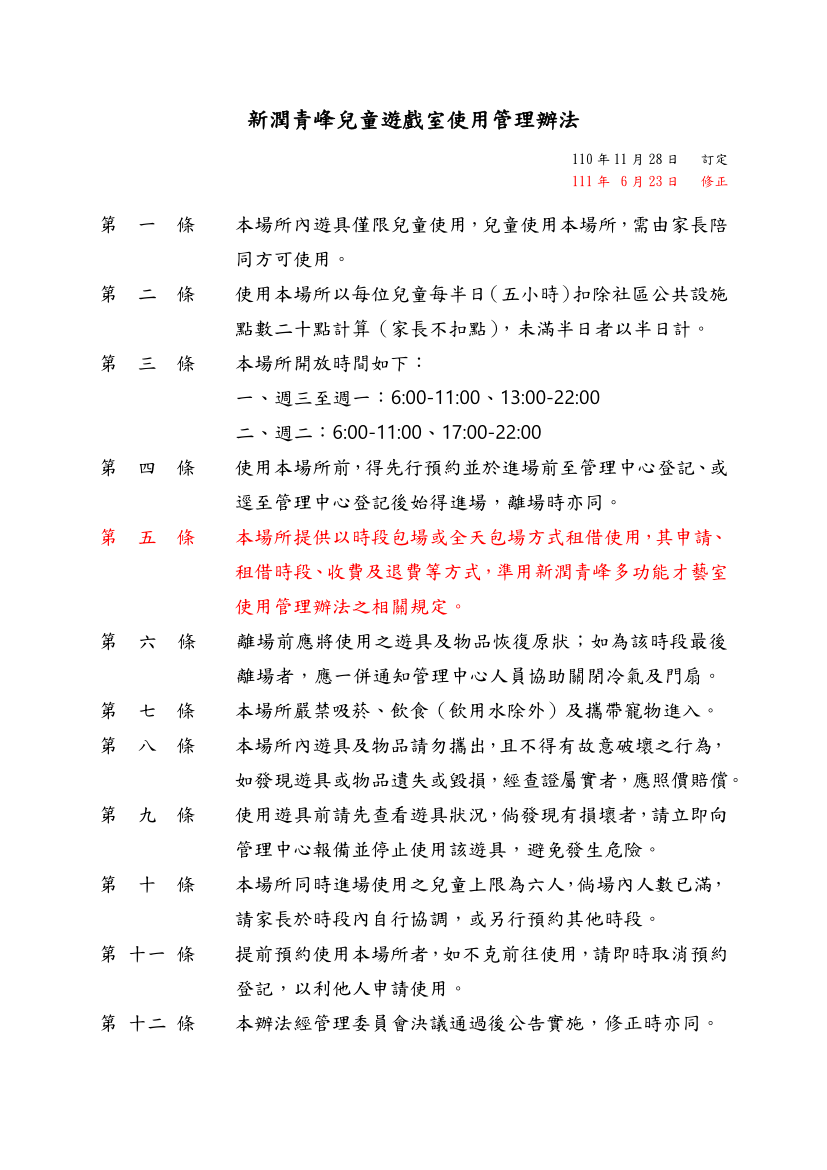 新潤青峰兒童遊戲室使用管理辦法
110 年 11 月 28 日 訂定
111 年 6 月 23 日 修正
第 一 條 本場所內遊具僅限兒童使用，兒童使用本場所，需由家長陪
同方可使用。
第 二 條 使用本場所以每位兒童每半日（五小時）扣除社區公共設施
點數二十點計算（家長不扣點），未滿半日者以半日計。
第 三 條 本場所開放時間如下：
一、週三至週一：6:00-11:00、13:00-22:00
二、週二：6:00-11:00、17:00-22:00
第 四 條 使用本場所前，得先行預約並於進場前至管理中心登記、或
逕至管理中心登記後始得進場，離場時亦同。
第 五 條 本場所提供以時段包場或全天包場方式租借使用，其申請、
租借時段、收費及退費等方式，準用新潤青峰多功能才藝室
使用管理辦法之相關規定。
第 六 條 離場前應將使用之遊具及物品恢復原狀；如為該時段最後
離場者，應一併通知管理中心人員協助關閉冷氣及門扇。
第 七 條 本場所嚴禁吸菸、飲食（飲用水除外）及攜帶寵物進入。
第 八 條 本場所內遊具及物品請勿攜出，且不得有故意破壞之行為，
如發現遊具或物品遺失或毀損，經查證屬實者，應照價賠償。
第 九 條 使用遊具前請先查看遊具狀況，倘發現有損壞者，請立即向
管理中心報備並停止使用該遊具，避免發生危險。
第 十 條 本場所同時進場使用之兒童上限為六人，倘場內人數已滿，
請家長於時段內自行協調，或另行預約其他時段。
第 十一 條 提前預約使用本場所者，如不克前往使用，請即時取消預約
登記，以利他人申請使用。
第 十二 條 本辦法經管理委員會決議通過後公告實施，修正時亦同。